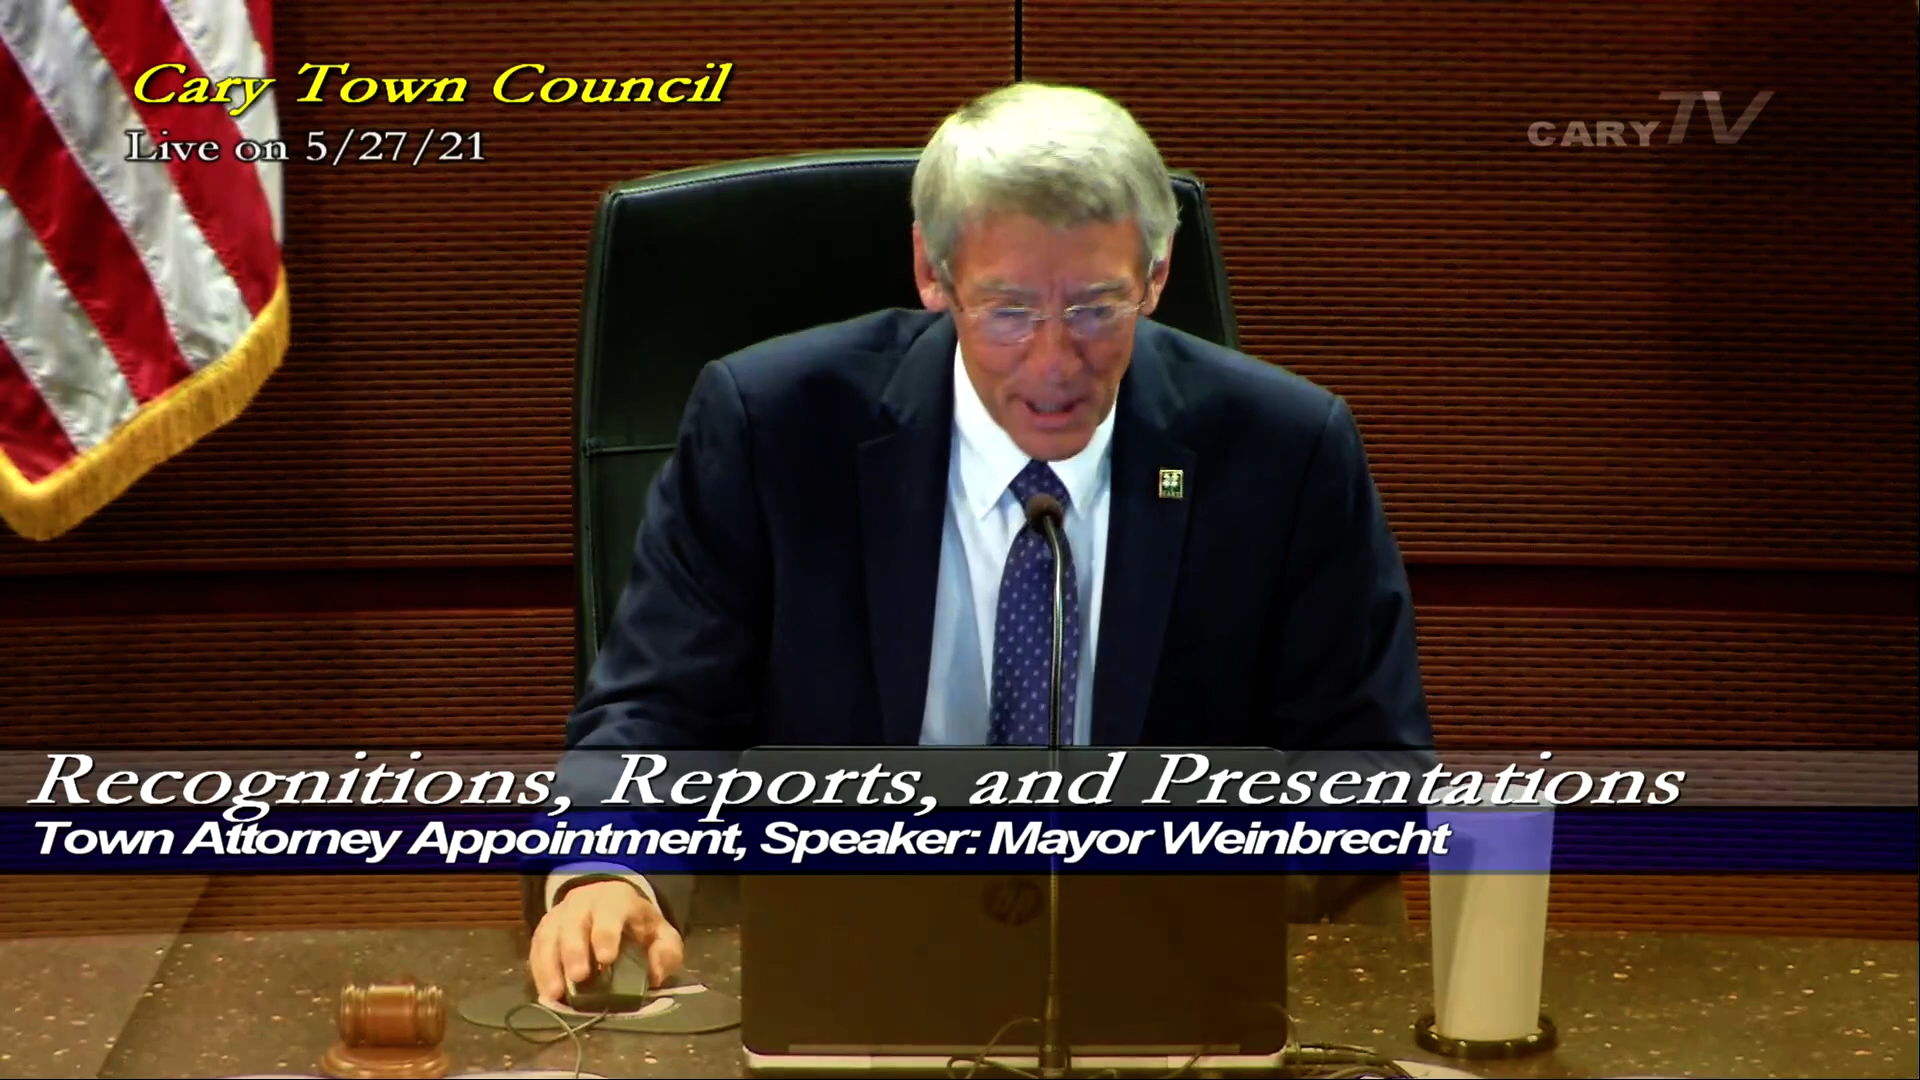 Cary Town Council
Live on 5/27/21
CARY TV
Recognitions, Reports, and Presentations
Town Attorney Appointment, Speaker: Mayor Weinbrecht
hp